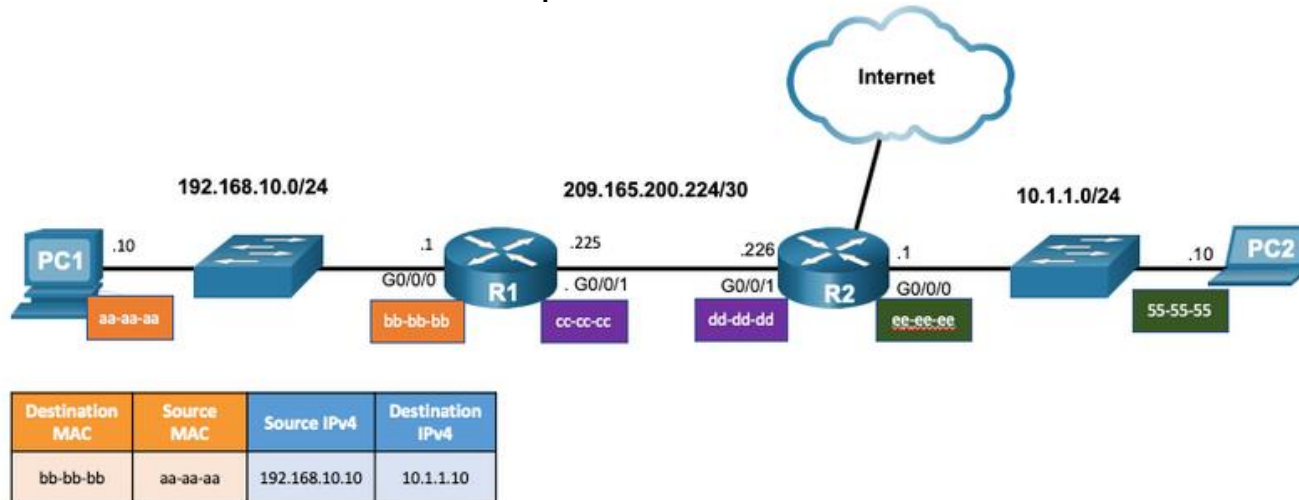 Internet
192.168.10.0/24
209.165.200.224/30
10.1.1.0/24
PC1
.10
.1
G0/0/0
R1
.225
. G0/0/1
.226
G0/0/1
R2
.1
G0/0/0
.10
PC2
aa-aa-aa
bb-bb-bb
cc-cc-cc
dd-dd-dd
ee-ee-ee
55-55-55
Destination MAC Source MAC Source IPv4 Destination IPv4
bb-bb-bb aa-aa-aa 192.168.10.10 10.1.1.10